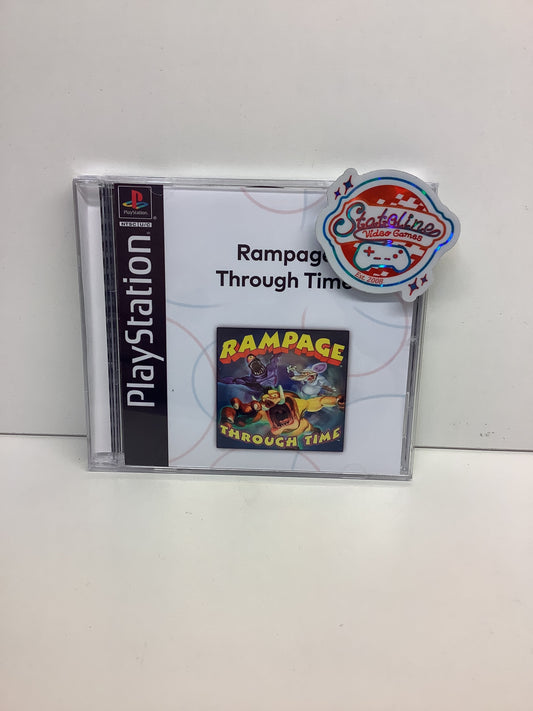 PlayStation
NTSC U/C
PlayStation
Rampage
Through Time
RAMPAGE
THROUGH TIME
Stateline
Video Games
EST. 2008